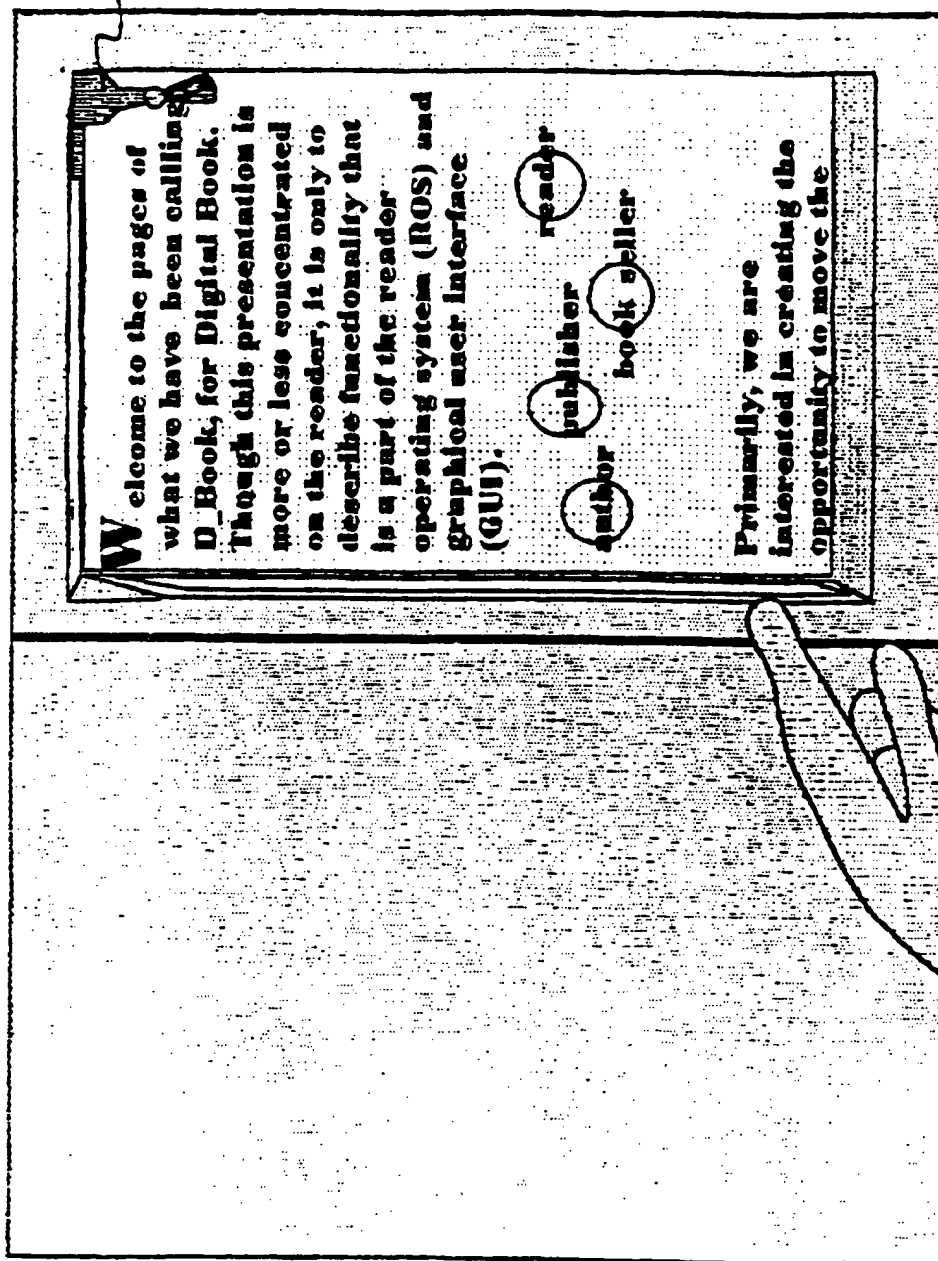 Welcome to the pages of
what we have been callling
D_Book, for Digital Book.
Though this presentation is
more or less concentrated
on the reader, it is only to
describe functionality that
is a part of the reader
operating system (ROS) and
graphical user interface
(GUI).
author
publisher
book seller
reader
Primarily, we are
interested in creating the
opportunity to move the